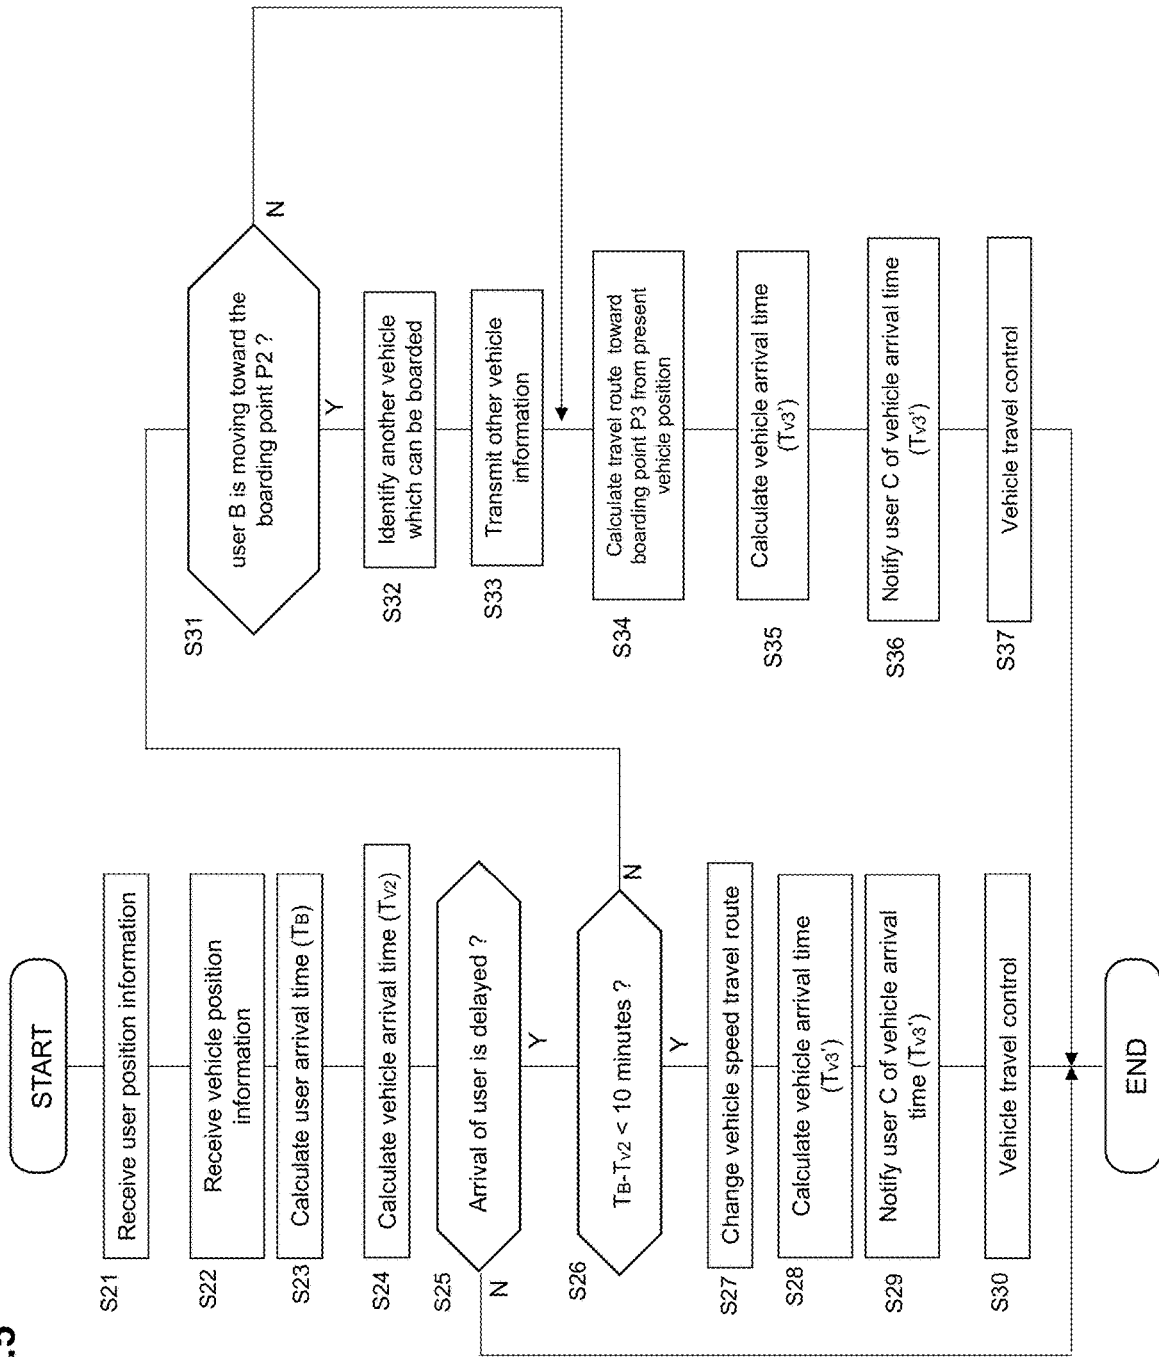 START
S21
Receive user position information
S22
Receive vehicle position
information
S23
Calculate user arrival time (TB)
S24
Calculate vehicle arrival time (Tv2)
S25
Arrival of user is delayed ?
N
Y
S26
TB-Tv2 < 10 minutes ?
N
Y
S27
Change vehicle speed travel route
S28
Calculate vehicle arrival time
(Tv3')
S29
Notify user C of vehicle arrival
time (Tv3')
S30
Vehicle travel control
END
S31
user B is moving toward the
boarding point P2 ?
N
Y
S32
Identify another vehicle
which can be boarded
S33
Transmit other vehicle
information
S34
Calculate travel route toward
boarding point P3 from present
vehicle position
S35
Calculate vehicle arrival time
(Tv3')
S36
Notify user C of vehicle arrival time
(Tv3')
S37
Vehicle travel control